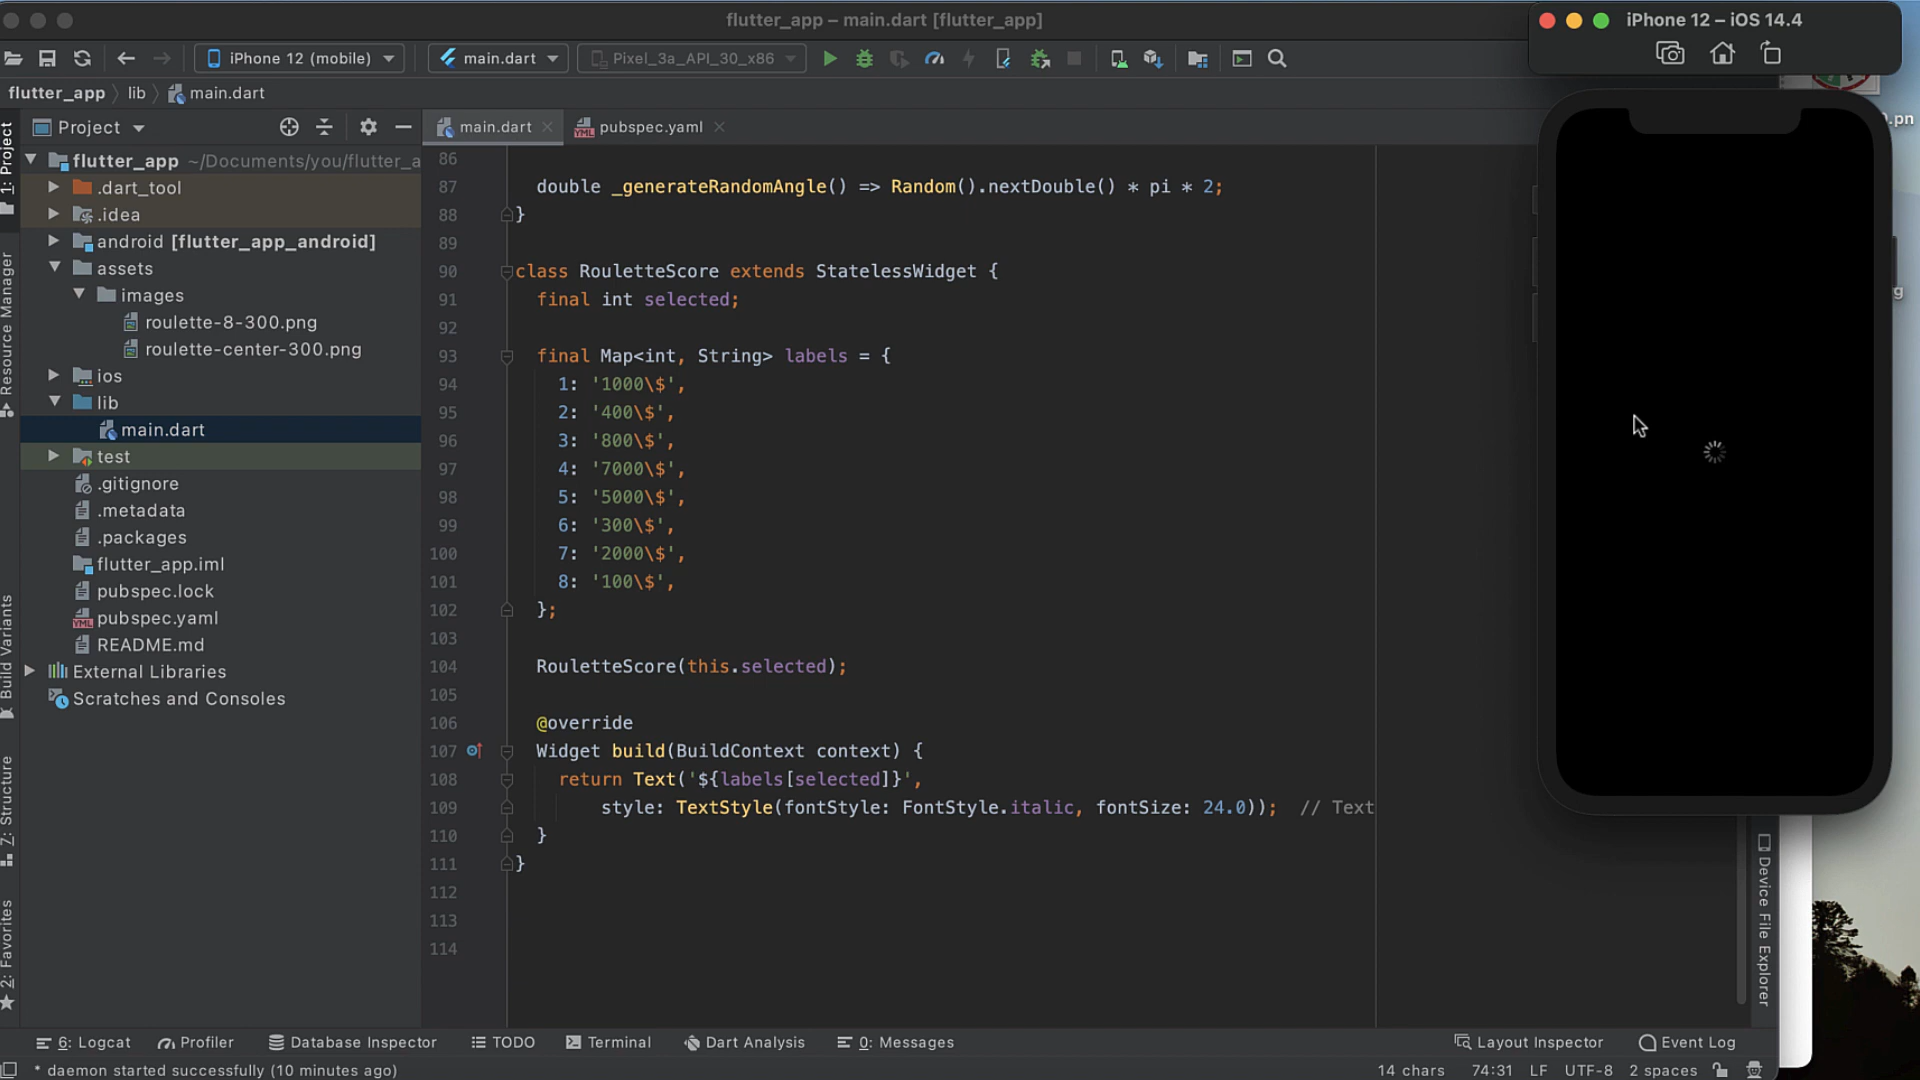 flutter_app – main.dart [flutter_app]
iPhone 12 – iOS 14.4
iPhone 12 (mobile)
main.dart
Pixel_3a_API_30_x86
flutter_app
lib
main.dart
Project
main.dart
pubspec.yaml
1: Project
Resource Manager
Build Variants
7: Structure
2: Favorites
flutter_app ~/Documents/you/flutter_a
.dart_tool
.idea
android [flutter_app_android]
assets
images
roulette-8-300.png
roulette-center-300.png
ios
lib
main.dart
test
.gitignore
.metadata
.packages
flutter_app.iml
pubspec.lock
pubspec.yaml
README.md
External Libraries
Scratches and Consoles
86
87 double _generateRandomAngle() => Random().nextDouble() * pi * 2;
88 }
89
90 class RouletteScore extends StatelessWidget {
91 final int selected;
92
93 final Map<int, String> labels = {
94 1: '1000\$',
95 2: '400\$',
96 3: '800\$',
97 4: '7000\$',
98 5: '5000\$',
99 6: '300\$',
100 7: '2000\$',
101 8: '100\$',
102 };
103
104 RouletteScore(this.selected);
105
106 @override
107 Widget build(BuildContext context) {
108 return Text('${labels[selected]}',
109 style: TextStyle(fontStyle: FontStyle.italic, fontSize: 24.0)); // Text
110 }
111 }
112
113
114
.pn
g
Device File Explorer
6: Logcat
Profiler
Database Inspector
TODO
Terminal
Dart Analysis
0: Messages
Layout Inspector
Event Log
* daemon started successfully (10 minutes ago)
14 chars
74:31
LF
UTF-8
2 spaces